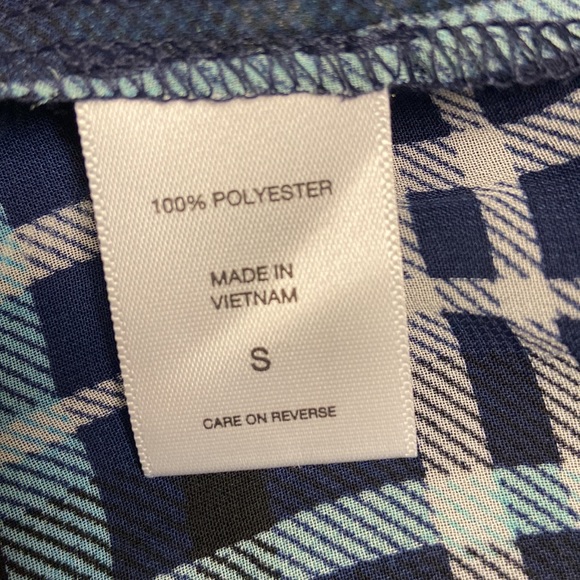 100% POLYESTER
MADE IN
VIETNAM
S
CARE ON REVERSE